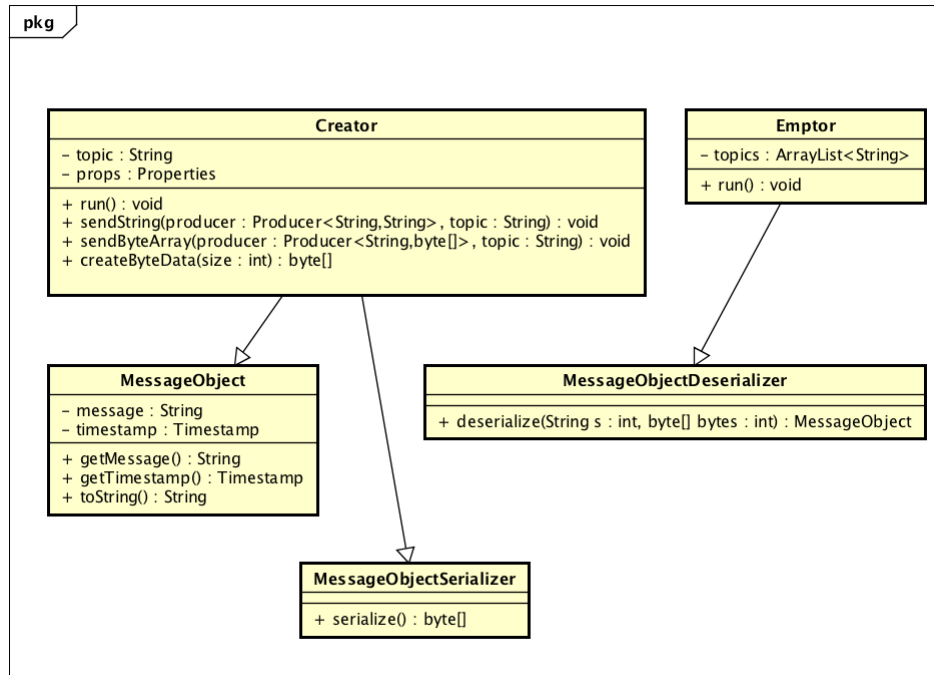 pkg
Creator
– topic : String
– props : Properties
+ run() : void
+ sendString(producer : Producer<String,String>, topic : String) : void
+ sendByteArray(producer : Producer<String,byte[]>, topic : String) : void
+ createByteData(size : int) : byte[]
Emptor
– topics : ArrayList<String>
+ run() : void
MessageObject
– message : String
– timestamp : Timestamp
+ getMessage() : String
+ getTimestamp() : Timestamp
+ toString() : String
MessageObjectDeserializer
+ deserialize(String s : int, byte[] bytes : int) : MessageObject
MessageObjectSerializer
+ serialize() : byte[]